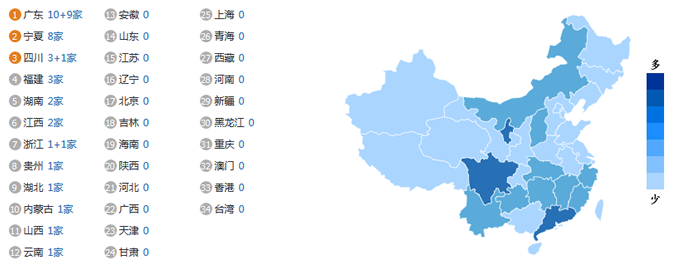 1 广东 10+9家
2 宁夏 8家
3 四川 3+1家
4 福建 3家
5 湖南 2家
6 江西 2家
7 浙江 1+1家
8 贵州 1家
9 湖北 1家
10 内蒙古 1家
11 山西 1家
12 云南 1家
13 安徽 0
14 山东 0
15 江苏 0
16 辽宁 0
17 北京 0
18 吉林 0
19 海南 0
20 陕西 0
21 河北 0
22 广西 0
23 天津 0
24 甘肃 0
25 上海 0
26 青海 0
27 西藏 0
28 河南 0
29 新疆 0
30 黑龙江 0
31 重庆 0
32 澳门 0
33 香港 0
34 台湾 0
多
少